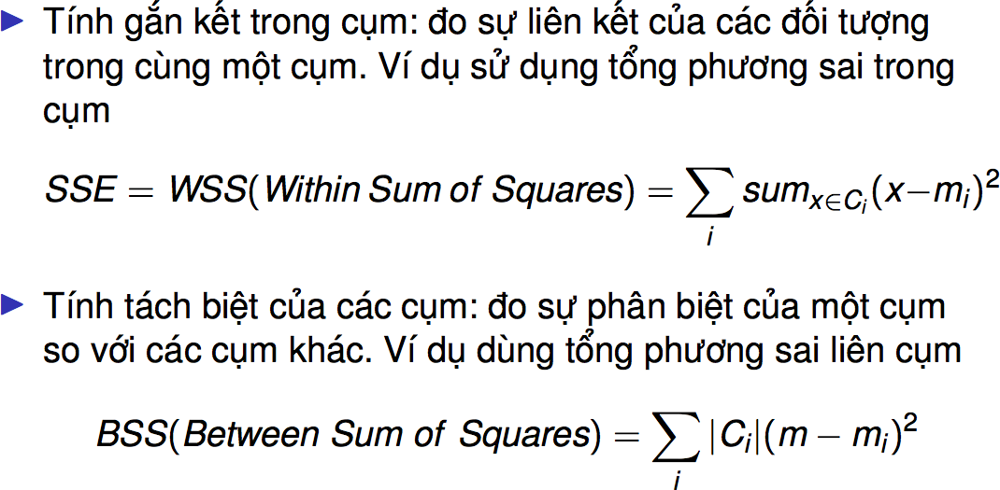 ▶ Tính gắn kết trong cụm: đo sự liên kết của các đối tượng
trong cùng một cụm. Ví dụ sử dụng tổng phương sai trong
cụm
SSE = WSS(Within Sum of Squares) = ∑_i sum_{x∈C_i}(x−m_i)²
▶ Tính tách biệt của các cụm: đo sự phân biệt của một cụm
so với các cụm khác. Ví dụ dùng tổng phương sai liên cụm
BSS(Between Sum of Squares) = ∑_i |C_i|(m − m_i)²